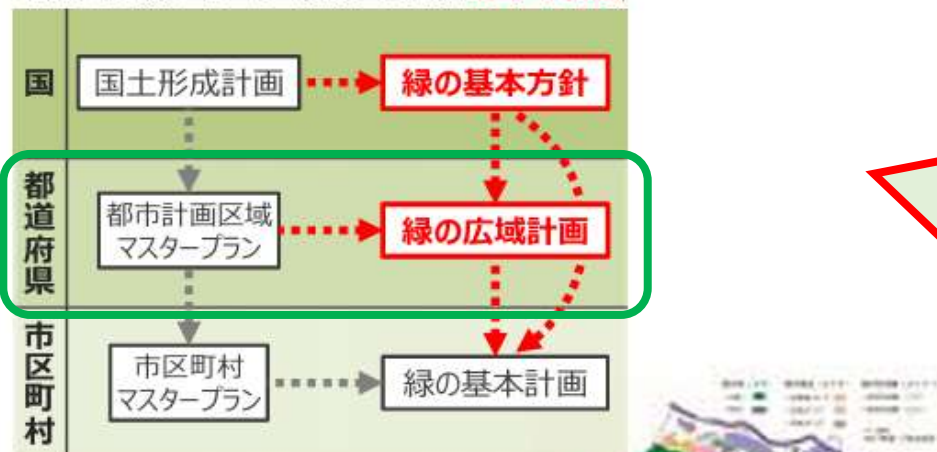 国
国土形成計画
緑の基本方針
都道府県
都市計画区域
マスタープラン
緑の広域計画
市区町村
市区町村
マスタープラン
緑の基本計画